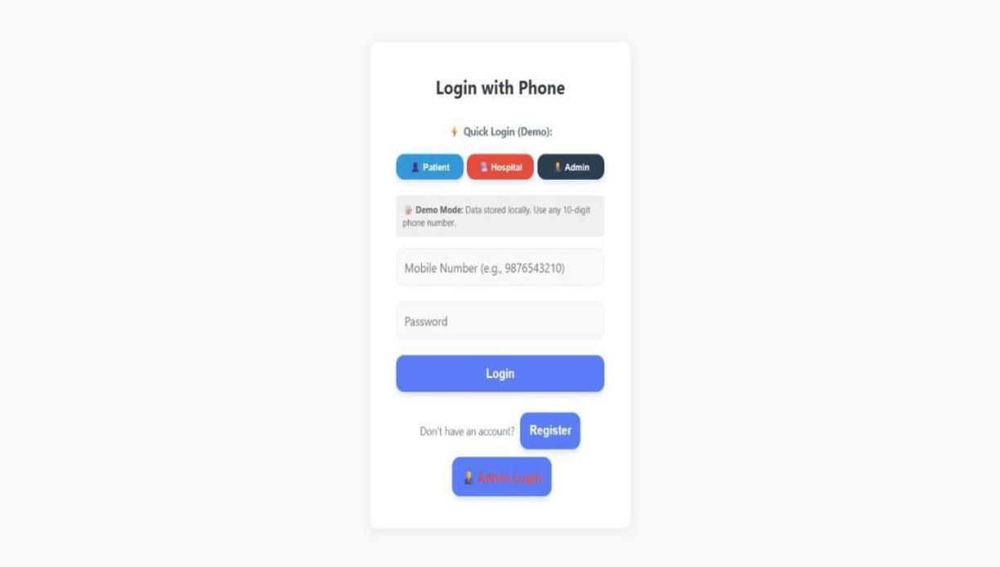 Login with Phone
⚡ Quick Login (Demo):
👤 Patient
🏥 Hospital
👨‍💼 Admin
📝 Demo Mode: Data stored locally. Use any 10-digit
phone number.
Mobile Number (e.g., 9876543210)
Password
Login
Don't have an account? Register
👨‍💼 Admin Login